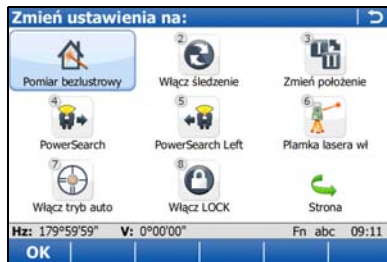 Zmień ustawienia na:
2 3
Pomiar bezlustrowy Włącz śledzenie Zmień położenie
4 5 6
PowerSearch PowerSearch Left Plamka lasera wł
7 8
Włącz tryb auto Włącz LOCK Strona
Hz: 179°59'59" V: 0°00'00" Fn abc 09:11
OK